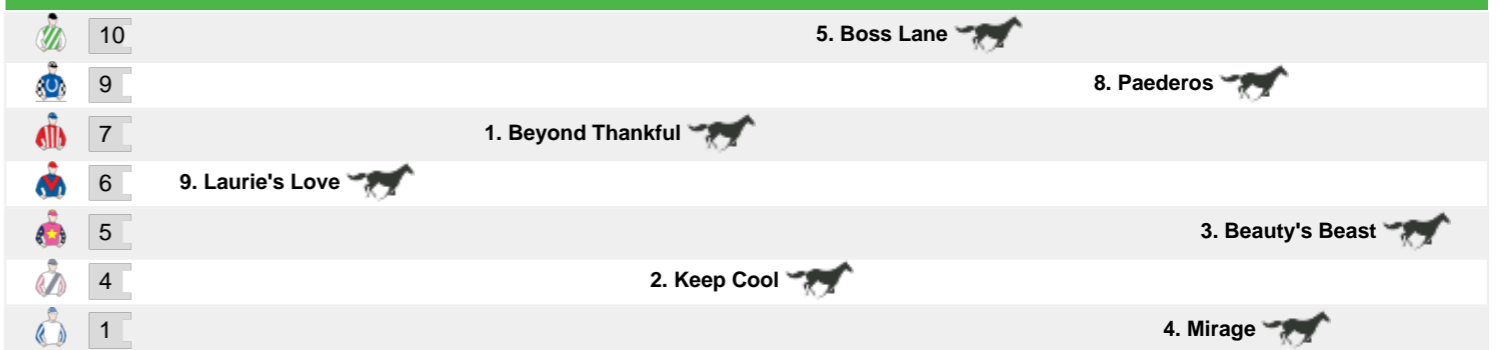 10 5. Boss Lane
9 8. Paederos
7 1. Beyond Thankful
6 9. Laurie's Love
5 3. Beauty's Beast
4 2. Keep Cool
1 4. Mirage